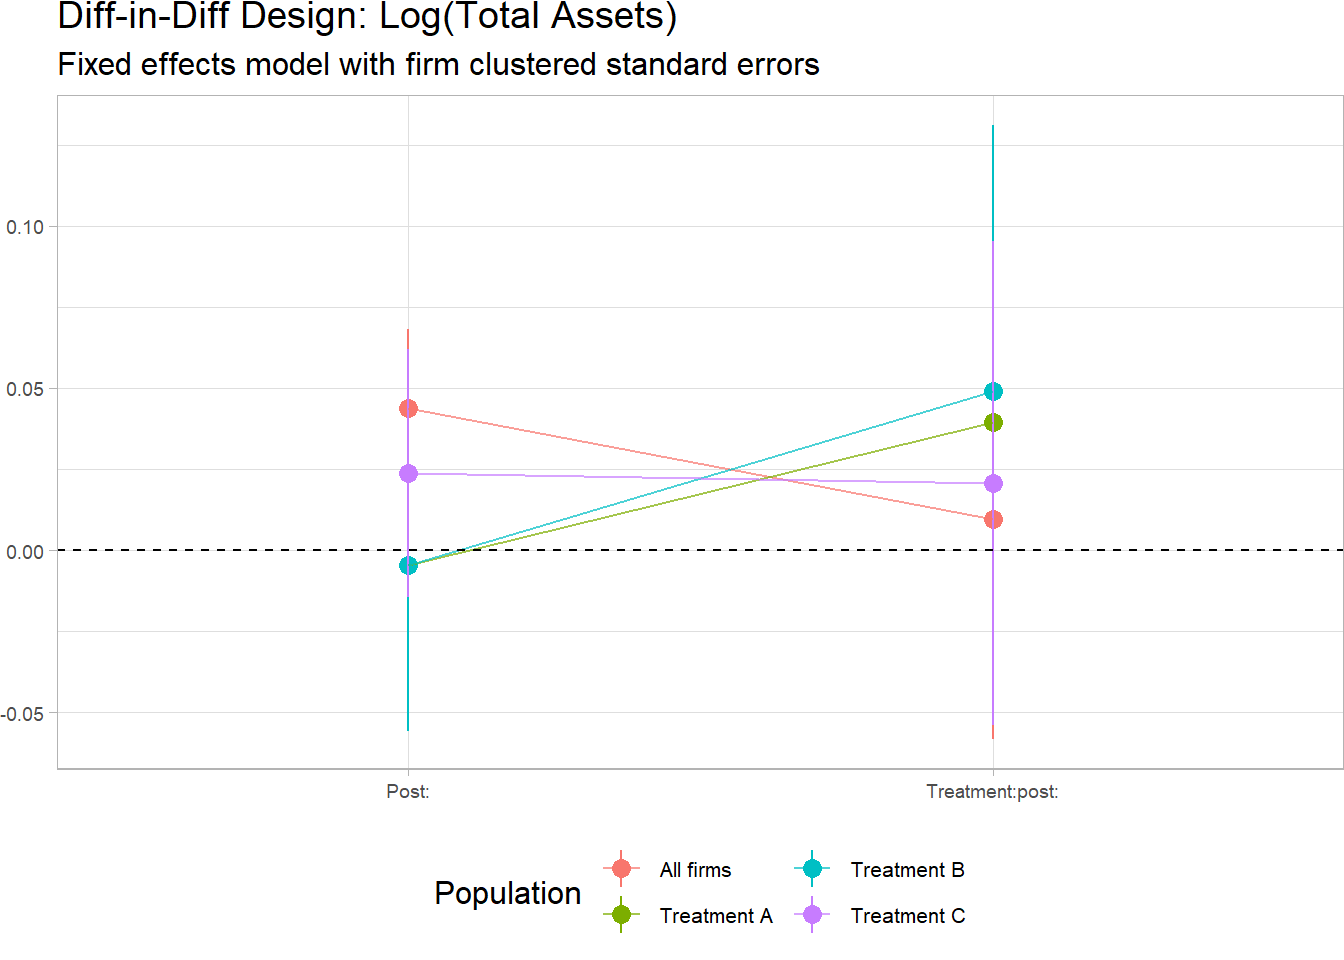 Diff-in-Diff Design: Log(Total Assets)
Fixed effects model with firm clustered standard errors
0.10
0.05
0.00
-0.05
Post:
Treatment:post:
Population
All firms
Treatment A
Treatment B
Treatment C